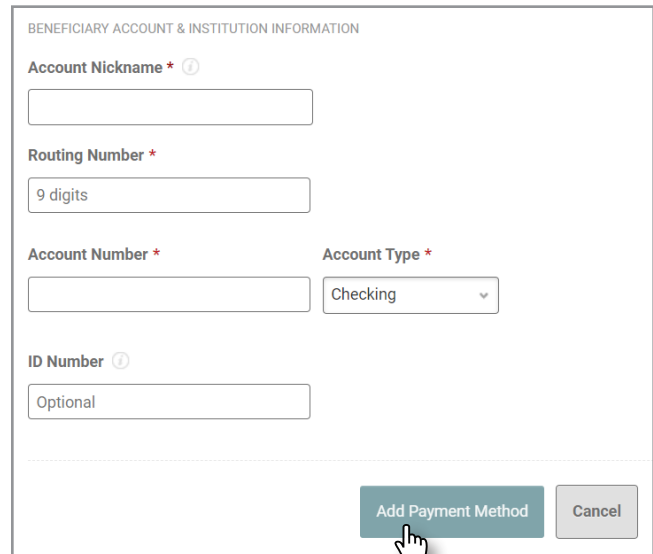 BENEFICIARY ACCOUNT & INSTITUTION INFORMATION
Account Nickname *
Routing Number *
9 digits
Account Number * Account Type *
Checking
ID Number
Optional
Add Payment Method Cancel